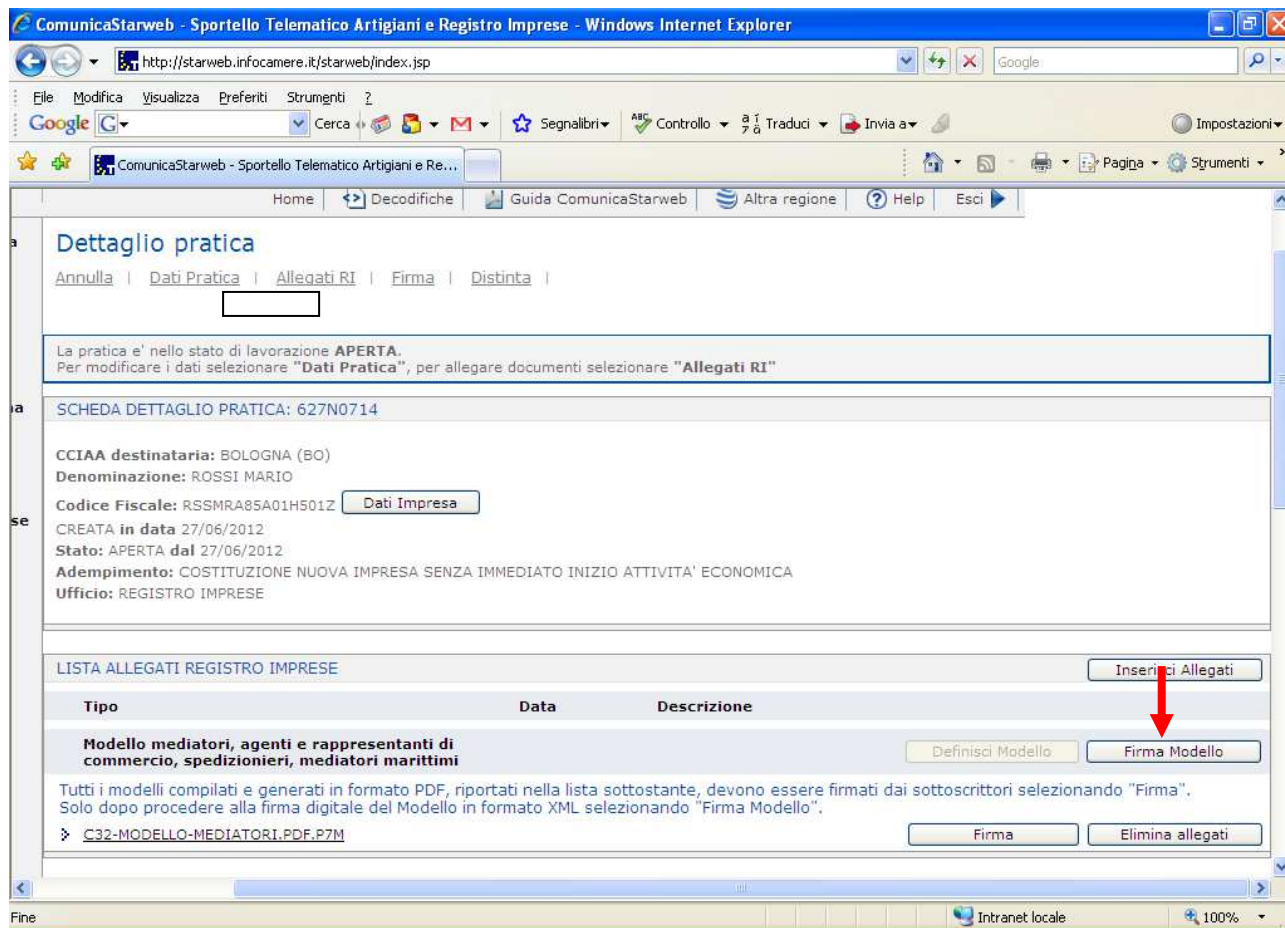 ComunicaStarweb - Sportello Telematico Artigiani e Registro Imprese - Windows Internet Explorer
http://starweb.infocamere.it/starweb/index.jsp Google
File Modifica Visualizza Preferiti Strumenti ?
Google G Cerca Segnalibri ABC Controllo Traduci Invia a Impostazioni
ComunicaStarweb - Sportello Telematico Artigiani e Re... Pagina Strumenti
Home Decodifiche Guida ComunicaStarweb Altra regione ? Help Esci
a Dettaglio pratica
Annulla | Dati Pratica | Allegati RI | Firma | Distinta |
La pratica e' nello stato di lavorazione APERTA.
Per modificare i dati selezionare "Dati Pratica", per allegare documenti selezionare "Allegati RI"
SCHEDA DETTAGLIO PRATICA: 627N0714
CCIAA destinataria: BOLOGNA (BO)
Denominazione: ROSSI MARIO
Codice Fiscale: RSSMRA85A01H501Z Dati Impresa
se
CREATA in data 27/06/2012
Stato: APERTA dal 27/06/2012
Adempimento: COSTITUZIONE NUOVA IMPRESA SENZA IMMEDIATO INIZIO ATTIVITA' ECONOMICA
Ufficio: REGISTRO IMPRESE
LISTA ALLEGATI REGISTRO IMPRESE Inserisci Allegati
Tipo Data Descrizione
Modello mediatori, agenti e rappresentanti di
commercio, spedizionieri, mediatori marittimi Definisci Modello Firma Modello
Tutti i modelli compilati e generati in formato PDF, riportati nella lista sottostante, devono essere firmati dai sottoscrittori selezionando "Firma".
Solo dopo procedere alla firma digitale del Modello in formato XML selezionando "Firma Modello".
C32-MODELLO-MEDIATORI.PDF.P7M Firma Elimina allegati
Fine Intranet locale 100%